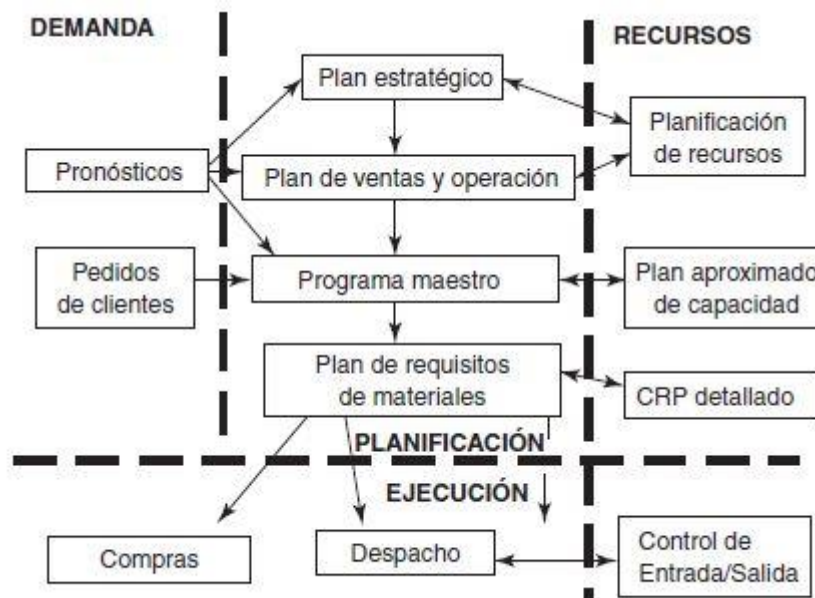 DEMANDA
RECURSOS
Plan estratégico
Planificación
de recursos
Pronósticos
Plan de ventas y operación
Pedidos
de clientes
Programa maestro
Plan aproximado
de capacidad
Plan de requisitos
de materiales
CRP detallado
PLANIFICACIÓN
EJECUCIÓN
Compras
Despacho
Control de
Entrada/Salida